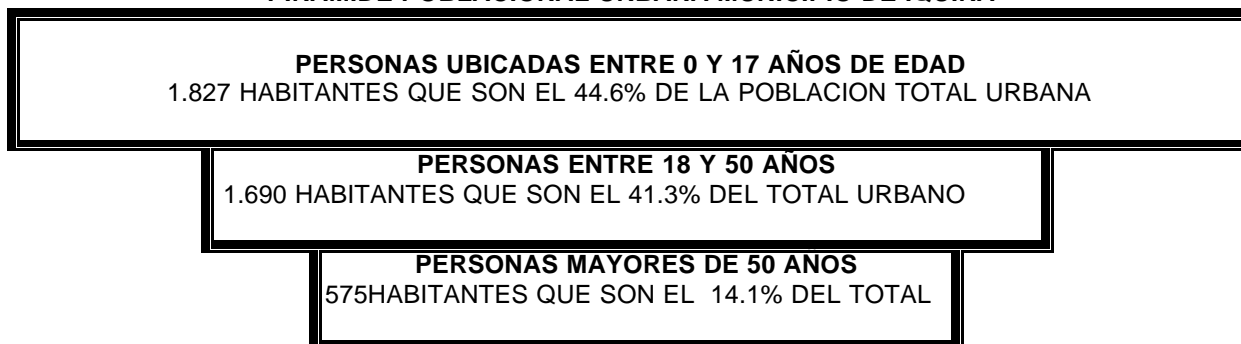 PERSONAS UBICADAS ENTRE 0 Y 17 AÑOS DE EDAD
1.827 HABITANTES QUE SON EL 44.6% DE LA POBLACION TOTAL URBANA
PERSONAS ENTRE 18 Y 50 AÑOS
1.690 HABITANTES QUE SON EL 41.3% DEL TOTAL URBANO
PERSONAS MAYORES DE 50 AÑOS
575HABITANTES QUE SON EL 14.1% DEL TOTAL